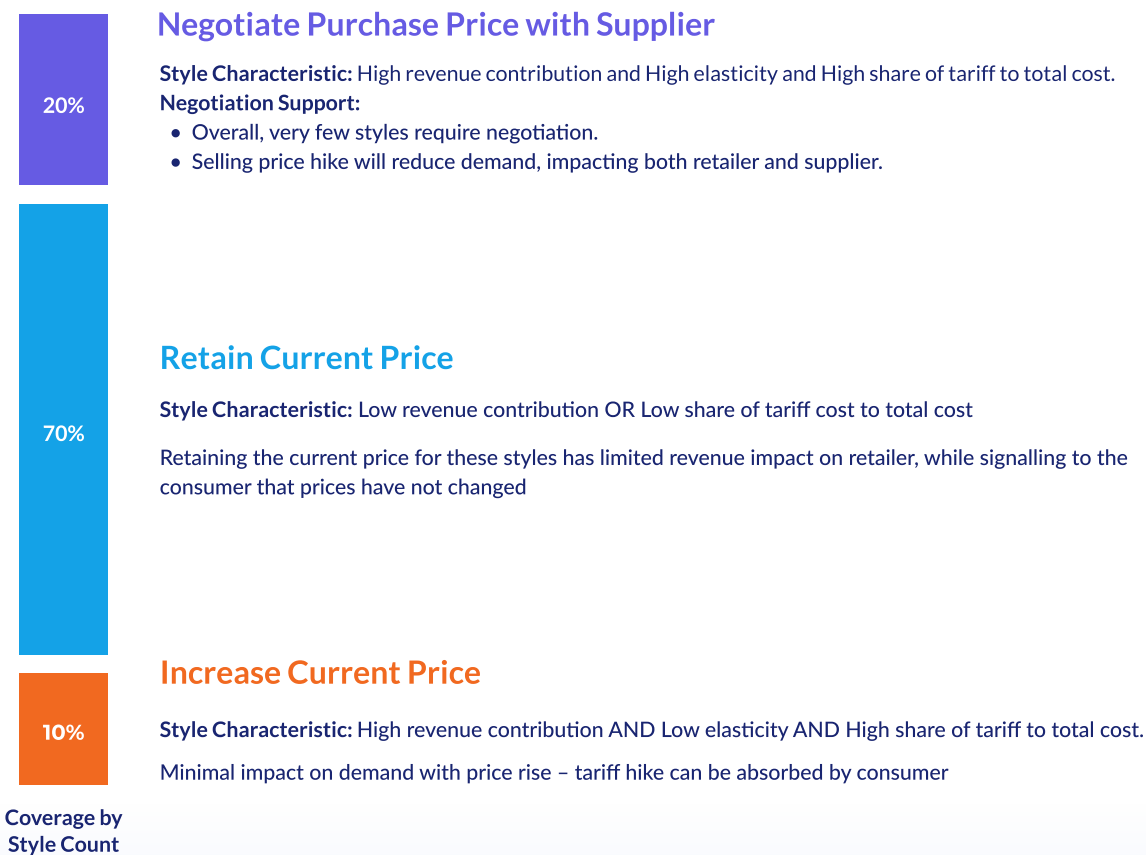 Negotiate Purchase Price with Supplier
Style Characteristic: High revenue contribution and High elasticity and High share of tariff to total cost.
20%
Negotiation Support:
• Overall, very few styles require negotiation.
• Selling price hike will reduce demand, impacting both retailer and supplier.
Retain Current Price
Style Characteristic: Low revenue contribution OR Low share of tariff cost to total cost
70%
Retaining the current price for these styles has limited revenue impact on retailer, while signalling to the
consumer that prices have not changed
Increase Current Price
Style Characteristic: High revenue contribution AND Low elasticity AND High share of tariff to total cost.
10%
Minimal impact on demand with price rise – tariff hike can be absorbed by consumer
Coverage by
Style Count